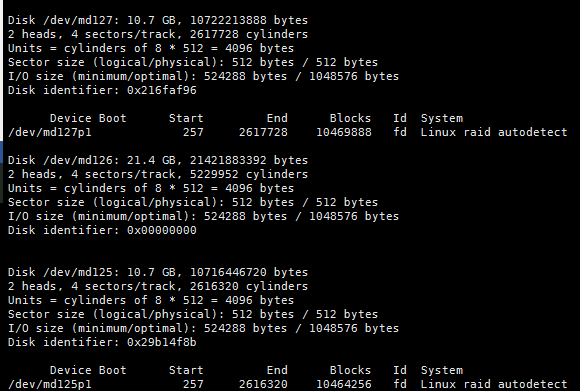 Disk /dev/md127: 10.7 GB, 10722213888 bytes
2 heads, 4 sectors/track, 2617728 cylinders
Units = cylinders of 8 * 512 = 4096 bytes
Sector size (logical/physical): 512 bytes / 512 bytes
I/O size (minimum/optimal): 524288 bytes / 1048576 bytes
Disk identifier: 0x216faf96
Device Boot Start End Blocks Id System
/dev/md127p1 257 2617728 10469888 fd Linux raid autodetect
Disk /dev/md126: 21.4 GB, 21421883392 bytes
2 heads, 4 sectors/track, 5229952 cylinders
Units = cylinders of 8 * 512 = 4096 bytes
Sector size (logical/physical): 512 bytes / 512 bytes
I/O size (minimum/optimal): 524288 bytes / 1048576 bytes
Disk identifier: 0x00000000
Disk /dev/md125: 10.7 GB, 10716446720 bytes
2 heads, 4 sectors/track, 2616320 cylinders
Units = cylinders of 8 * 512 = 4096 bytes
Sector size (logical/physical): 512 bytes / 512 bytes
I/O size (minimum/optimal): 524288 bytes / 1048576 bytes
Disk identifier: 0x29b14f8b
Device Boot Start End Blocks Id System
/dev/md125p1 257 2616320 10464256 fd Linux raid autodetect